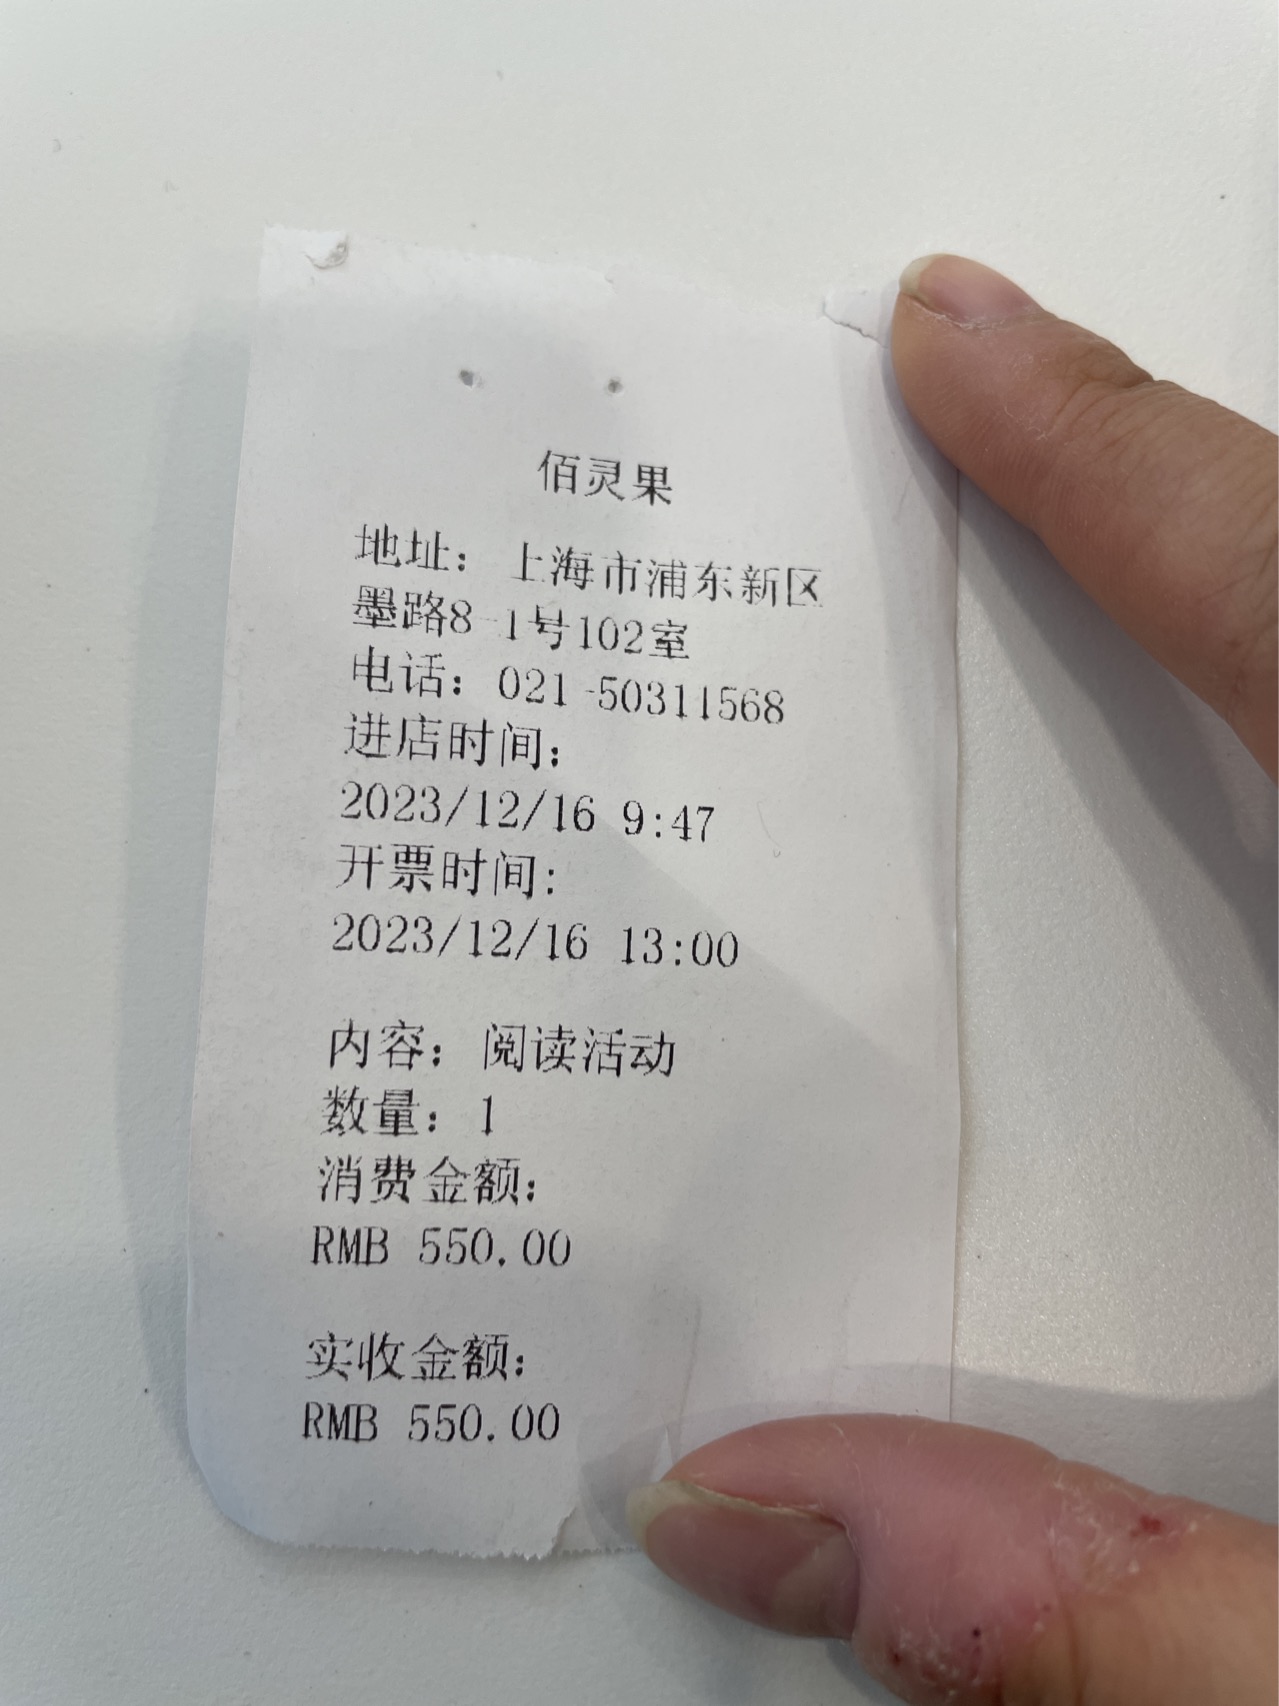 佰灵果
地址：上海市浦东新区
墨路8-1号102室
电话：021-50311568
进店时间：
2023/12/16 9:47
开票时间：
2023/12/16 13:00
内容：阅读活动
数量：1
消费金额：
RMB 550.00
实收金额：
RMB 550.00